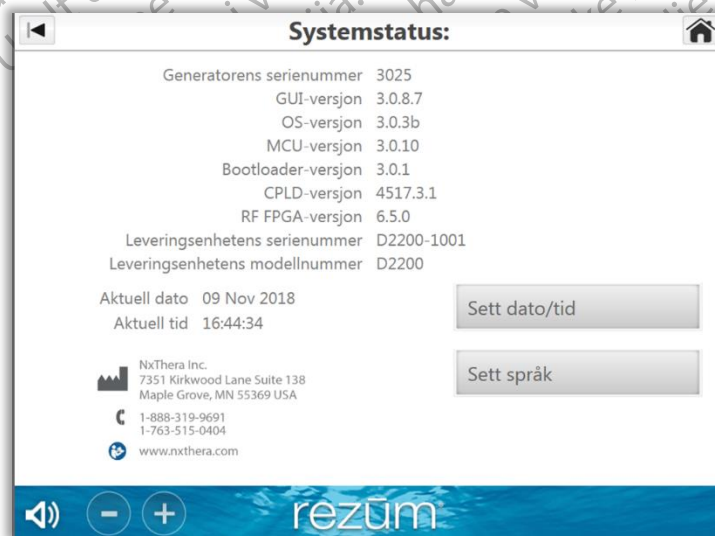 Systemstatus:
Generatorens serienummer 3025
GUI-versjon 3.0.8.7
OS-versjon 3.0.3b
MCU-versjon 3.0.10
Bootloader-versjon 3.0.1
CPLD-versjon 4517.3.1
RF FPGA-versjon 6.5.0
Leveringsenhetens serienummer D2200-1001
Leveringsenhetens modellnummer D2200
Aktuell dato 09 Nov 2018
Aktuell tid 16:44:34
Sett dato/tid
Sett språk
NxThera Inc.
7351 Kirkwood Lane Suite 138
Maple Grove, MN 55369 USA
1-888-319-9691
1-763-515-0404
www.nxthera.com
rezūm